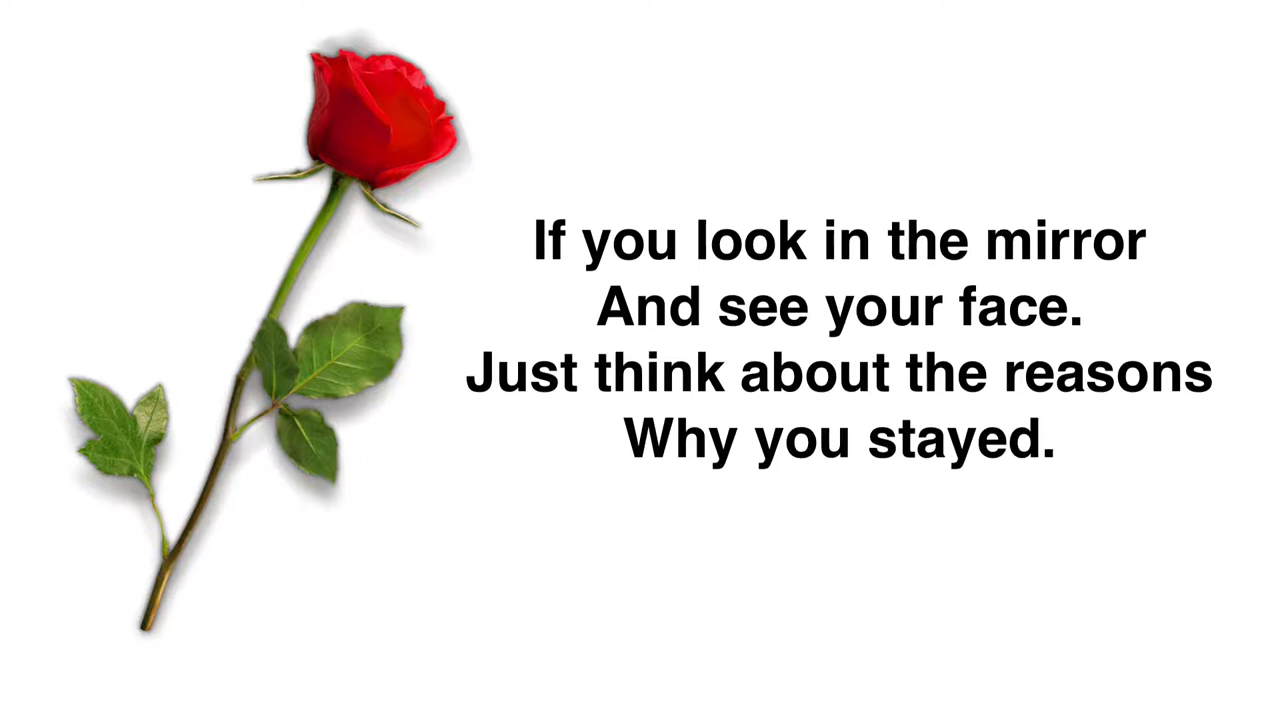 If you look in the mirror
And see your face.
Just think about the reasons
Why you stayed.